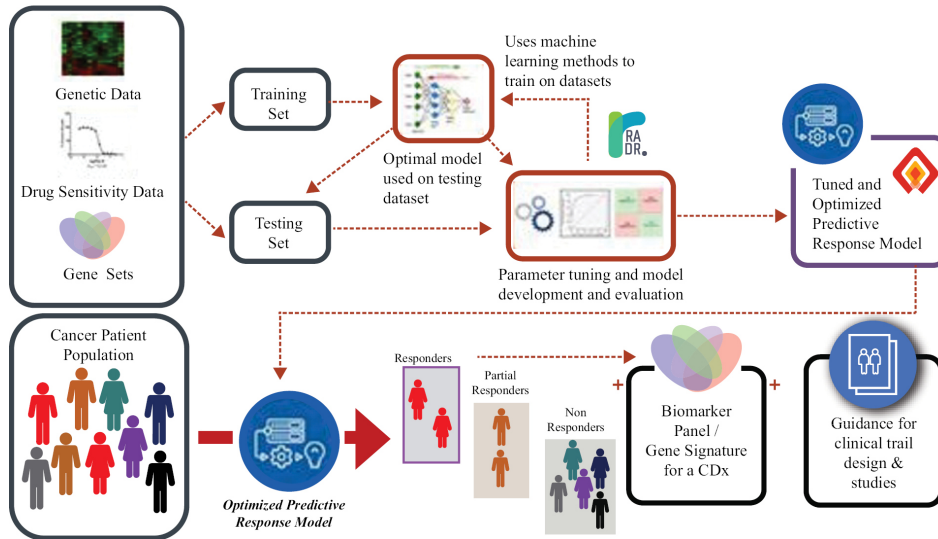 Genetic Data
Drug Sensitivity Data
Gene Sets
Training
Set
Testing
Set
Optimal model
used on testing
dataset
Uses machine
learning methods to
train on datasets
RA
DR.
Parameter tuning and model
development and evaluation
Tuned and
Optimized
Predictive
Response Model
Cancer Patient
Population
Optimized Predictive
Response Model
Responders
Partial
Responders
Non
Responders
+
Biomarker
Panel /
Gene Signature
for a CDx
+
Guidance for
clinical trail
design &
studies